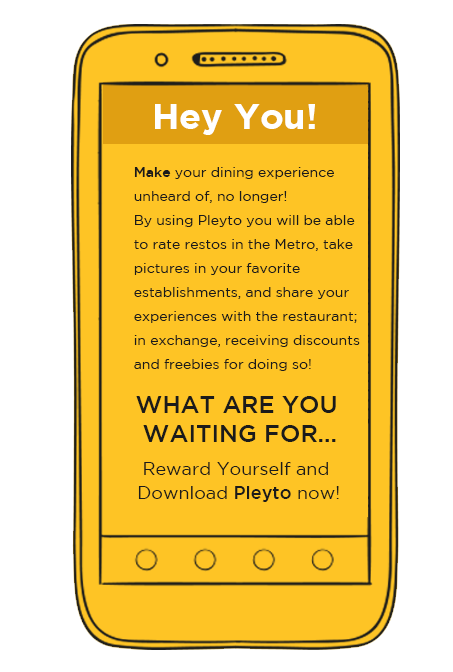 Hey You!
Make your dining experience
unheard of, no longer!
By using Pleyto you will be able
to rate restos in the Metro, take
pictures in your favorite
establishments, and share your
experiences with the restaurant;
in exchange, receiving discounts
and freebies for doing so!
WHAT ARE YOU
WAITING FOR...
Reward Yourself and
Download Pleyto now!